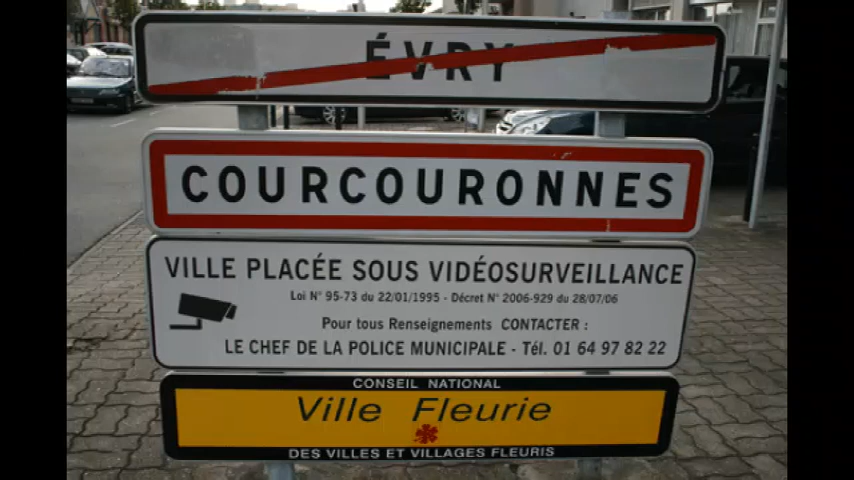 ÉVRY
COURCOURONNES
VILLE PLACÉE SOUS VIDÉOSURVEILLANCE
Loi N° 95-73 du 22/01/1995 - Décret N° 2006-929 du 28/07/06
Pour tous Renseignements CONTACTER :
LE CHEF DE LA POLICE MUNICIPALE - Tél. 01 64 97 82 22
CONSEIL NATIONAL
Ville Fleurie
DES VILLES ET VILLAGES FLEURIS